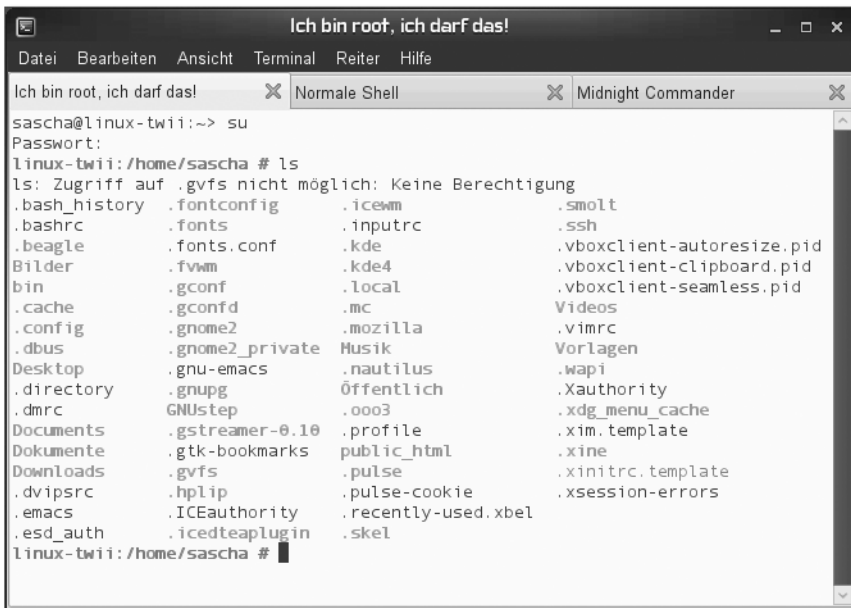 Ich bin root, ich darf das!
Datei Bearbeiten Ansicht Terminal Reiter Hilfe
Ich bin root, ich darf das! Normale Shell Midnight Commander
sascha@linux-twii:~> su
Passwort:
linux-twii:/home/sascha # ls
ls: Zugriff auf .gvfs nicht möglich: Keine Berechtigung
.bash_history .fontconfig .icewm .smolt
.bashrc .fonts .inputrc .ssh
.beagle .fonts.conf .kde .vboxclient-autoresize.pid
Bilder .fvwm .kde4 .vboxclient-clipboard.pid
bin .gconf .local .vboxclient-seamless.pid
.cache .gconfd .mc Videos
.config .gnome2 .mozilla .vimrc
.dbus .gnome2_private Musik Vorlagen
Desktop .gnu-emacs .nautilus .wapi
.directory .gnupg Öffentlich .Xauthority
.dmrc GNUstep .ooo3 .xdg_menu_cache
Documents .gstreamer-0.10 .profile .xim.template
Dokumente .gtk-bookmarks public_html .xine
Downloads .gvfs .pulse .xinitrc.template
.dvipsrc .hplip .pulse-cookie .xsession-errors
.emacs .ICEauthority .recently-used.xbel
.esd_auth .icedteaplugin .skel
linux-twii:/home/sascha #